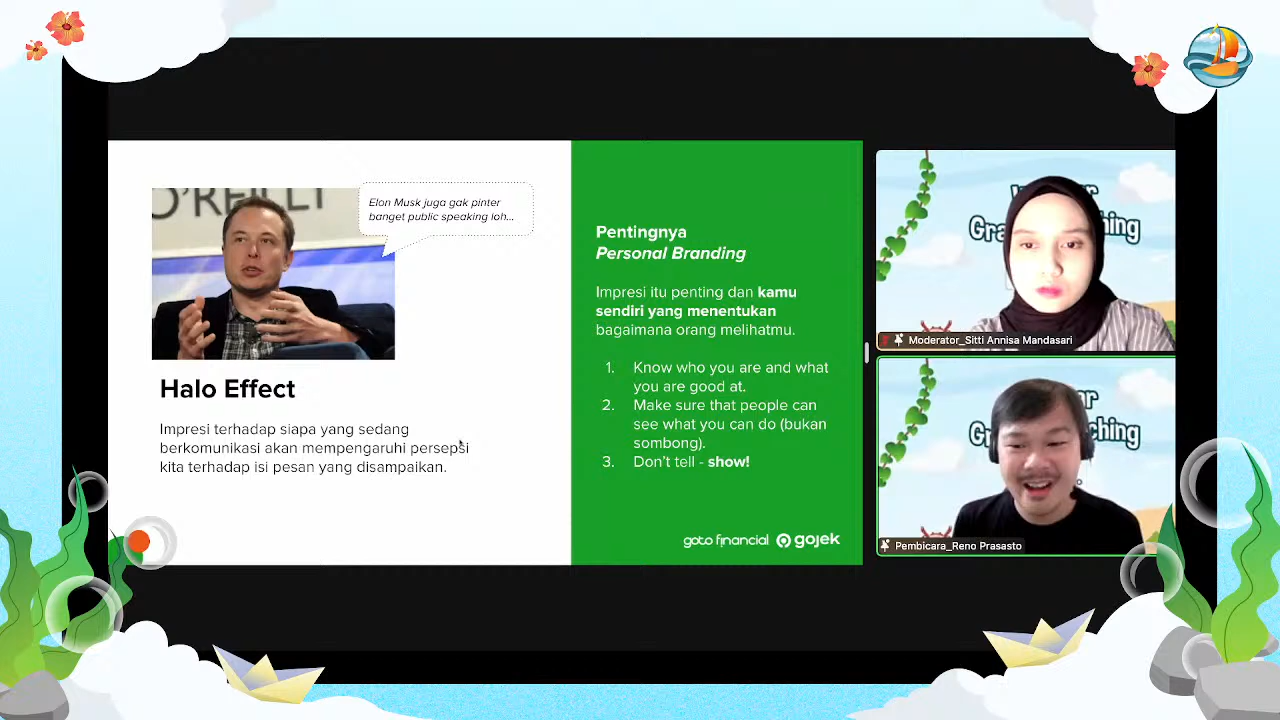 O'REILLY
Elon Musk juga gak pinter
banget public speaking loh...
Halo Effect
Impresi terhadap siapa yang sedang
berkomunikasi akan mempengaruhi persepsi
kita terhadap isi pesan yang disampaikan.
Pentingnya
Personal Branding
Impresi itu penting dan kamu
sendiri yang menentukan
bagaimana orang melihatmu.
1. Know who you are and what
you are good at.
2. Make sure that people can
see what you can do (bukan
sombong).
3. Don't tell - show!
goto financial gojek
Moderator_Sitti Annisa Mandasari
Pembicara_Reno Prasasto